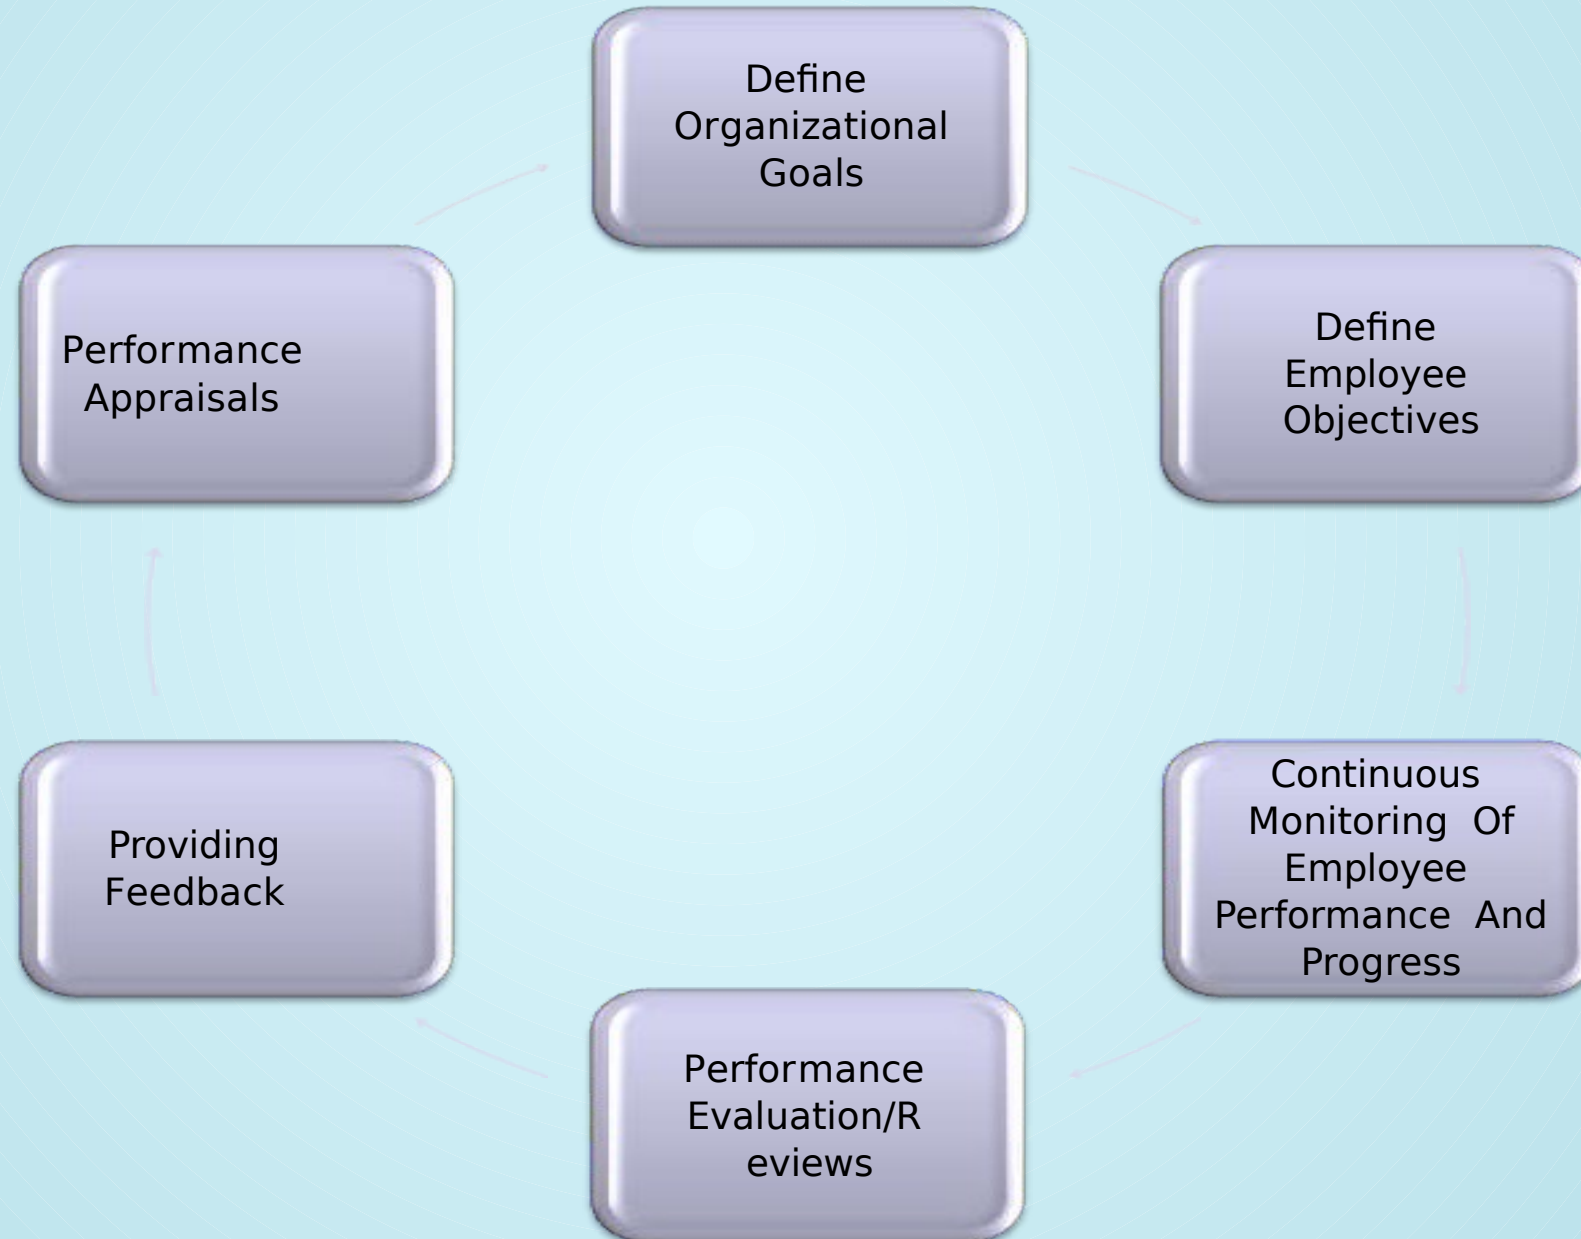 Define
Organizational
Goals
Define
Employee
Objectives
Continuous
Monitoring Of
Employee
Performance And
Progress
Performance
Evaluation/R
eviews
Providing
Feedback
Performance
Appraisals